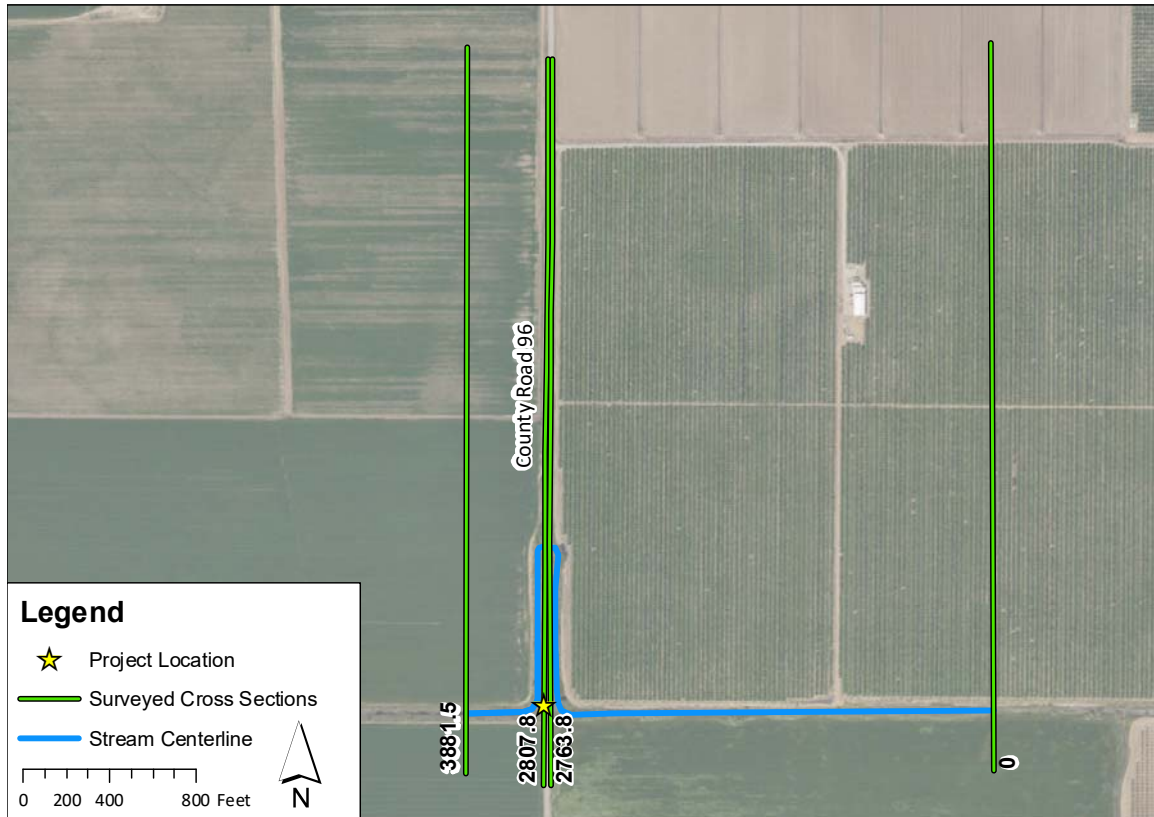 County Road 96
3881.5
2807.8
2763.8
0
Legend
Project Location
Surveyed Cross Sections
Stream Centerline
0 200 400 800 Feet
N